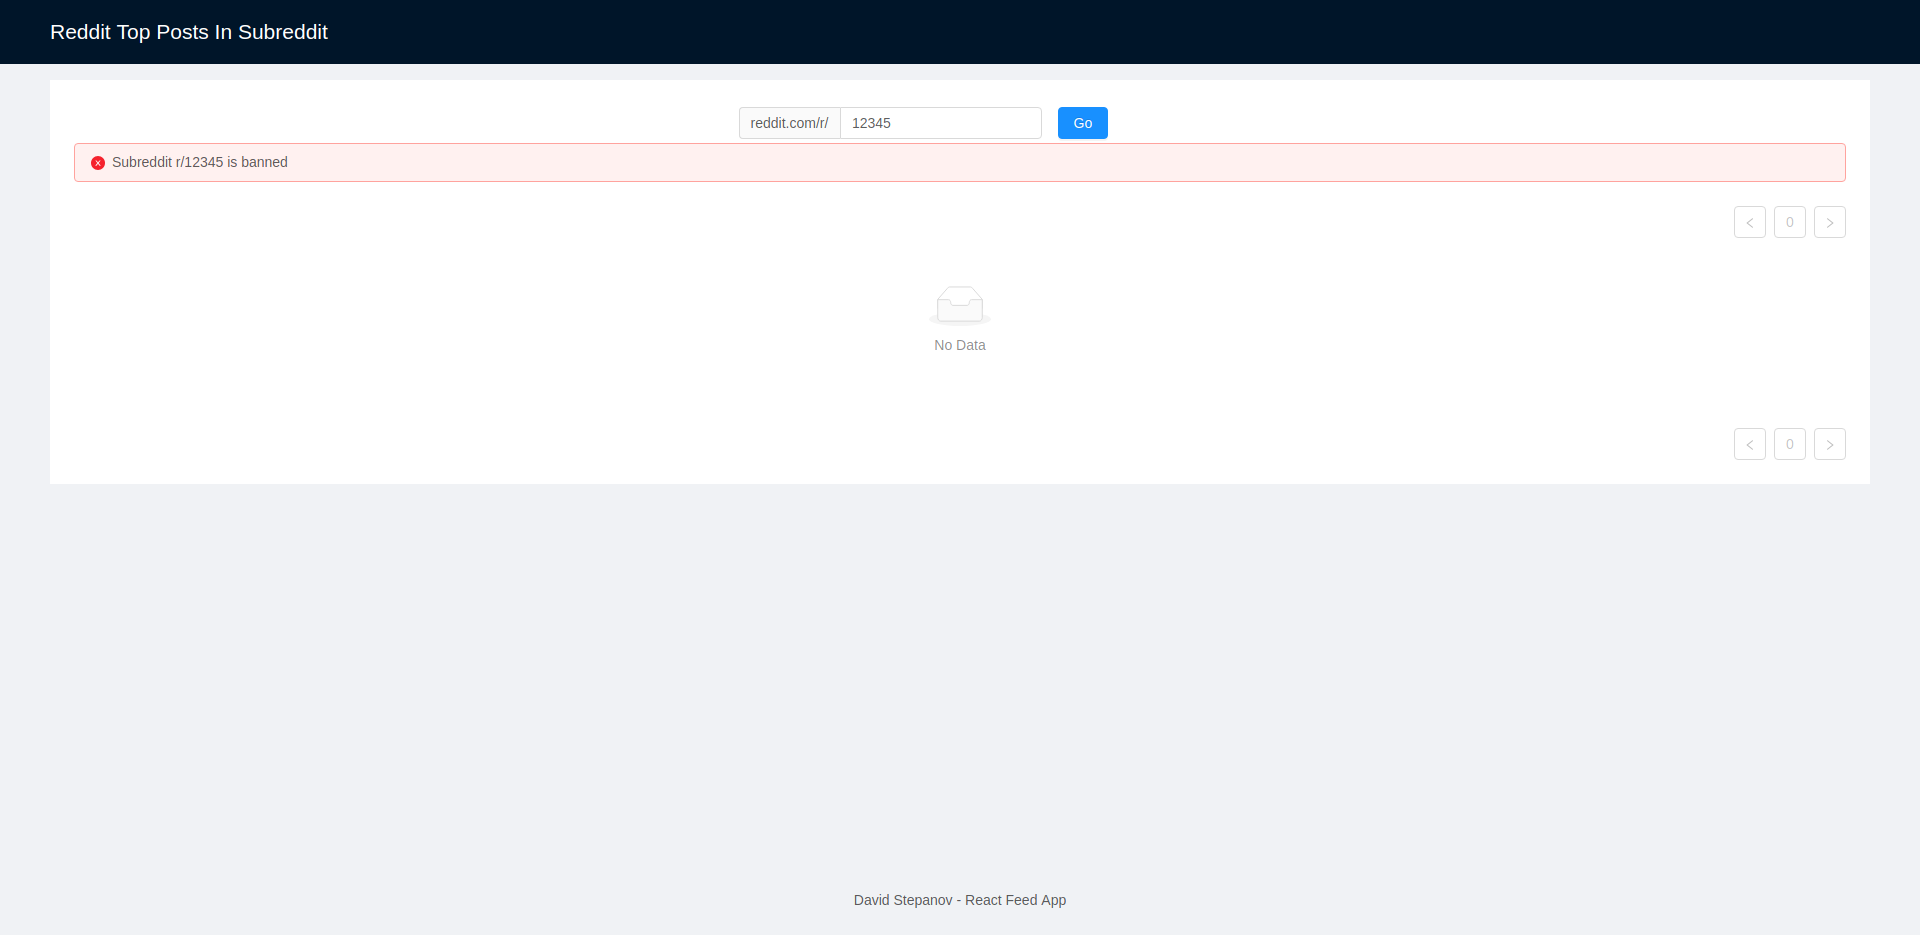 Reddit Top Posts In Subreddit
reddit.com/r/ 12345 Go
Subreddit r/12345 is banned
< 0 >
No Data
< 0 >
David Stepanov - React Feed App